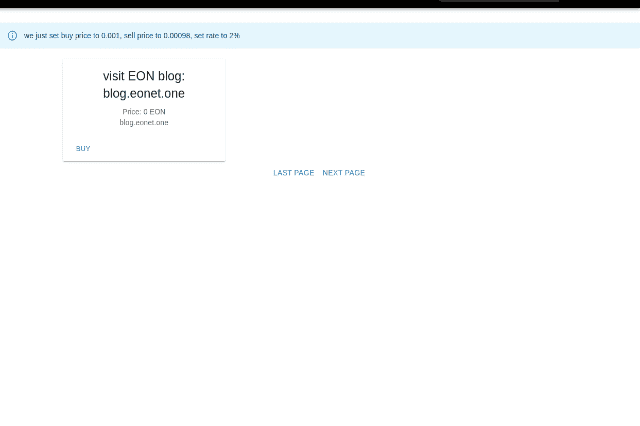 we just set buy price to 0.001, sell price to 0.00098, set rate to 2%
visit EON blog:
blog.eonet.one
Price: 0 EON
blog.eonet.one
BUY
LAST PAGE NEXT PAGE